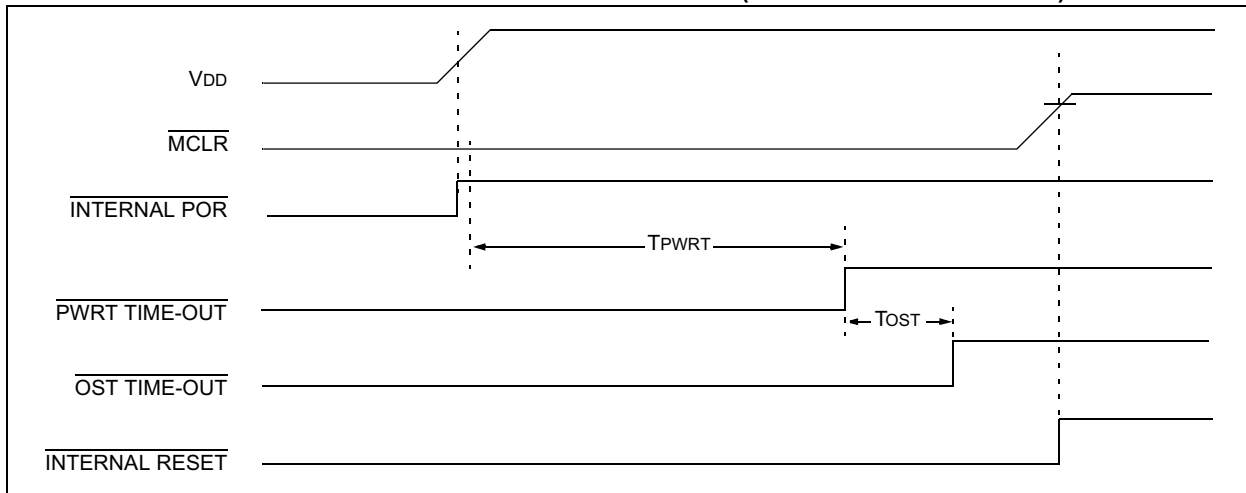 VDD
MCLR
INTERNAL POR
TPWRT
PWRT TIME-OUT
TOST
OST TIME-OUT
INTERNAL RESET